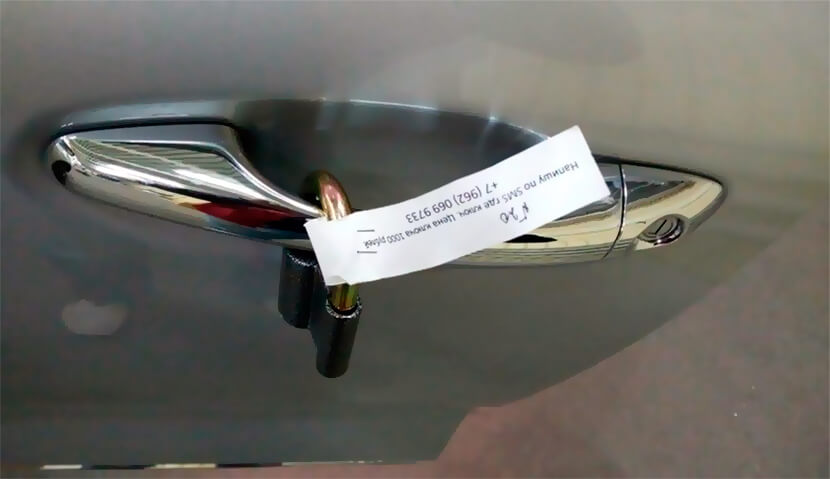 Напишу по SMS где ключ. Цена ключа 1000 рублей
+7 (962) 069 9733